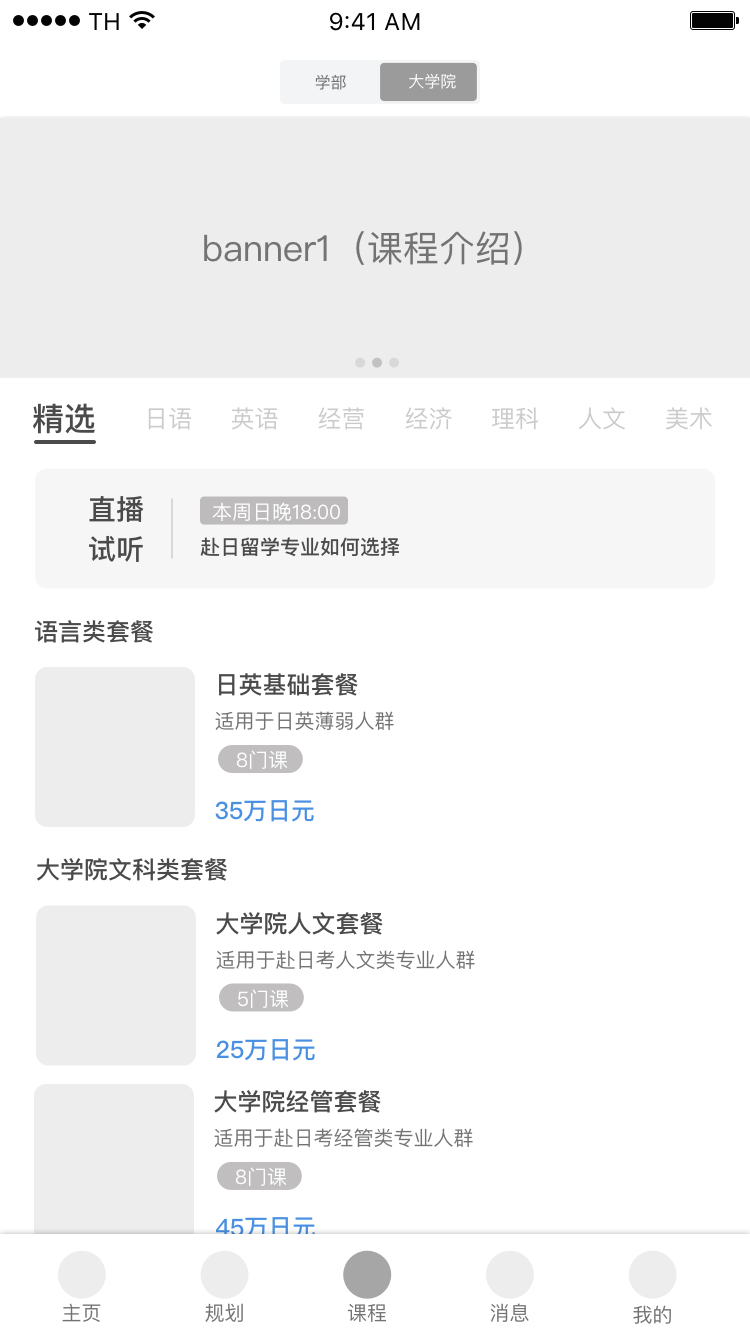 TH 9:41 AM
学部 大学院
banner1（课程介绍）
精选 日语 英语 经营 经济 理科 人文 美术
直播
试听
本周日晚18:00
赴日留学专业如何选择
语言类套餐
日英基础套餐
适用于日英薄弱人群
8门课
35万日元
大学院文科类套餐
大学院人文套餐
适用于赴日考人文类专业人群
5门课
25万日元
大学院经管套餐
适用于赴日考经管类专业人群
8门课
45万日元
主页 规划 课程 消息 我的